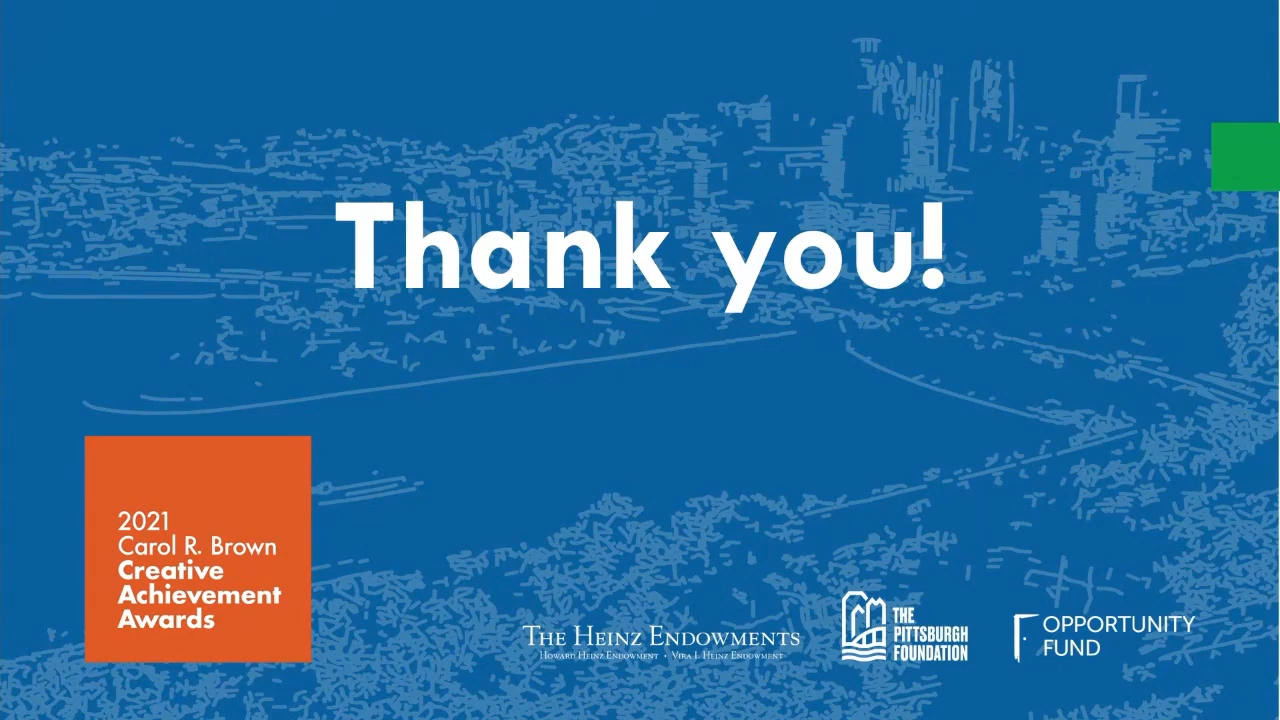 Thank you!
2021
Carol R. Brown
Creative
Achievement
Awards
THE HEINZ ENDOWMENTS
HOWARD HEINZ ENDOWMENT • VIRA I. HEINZ ENDOWMENT
THE
PITTSBURGH
FOUNDATION
OPPORTUNITY
FUND